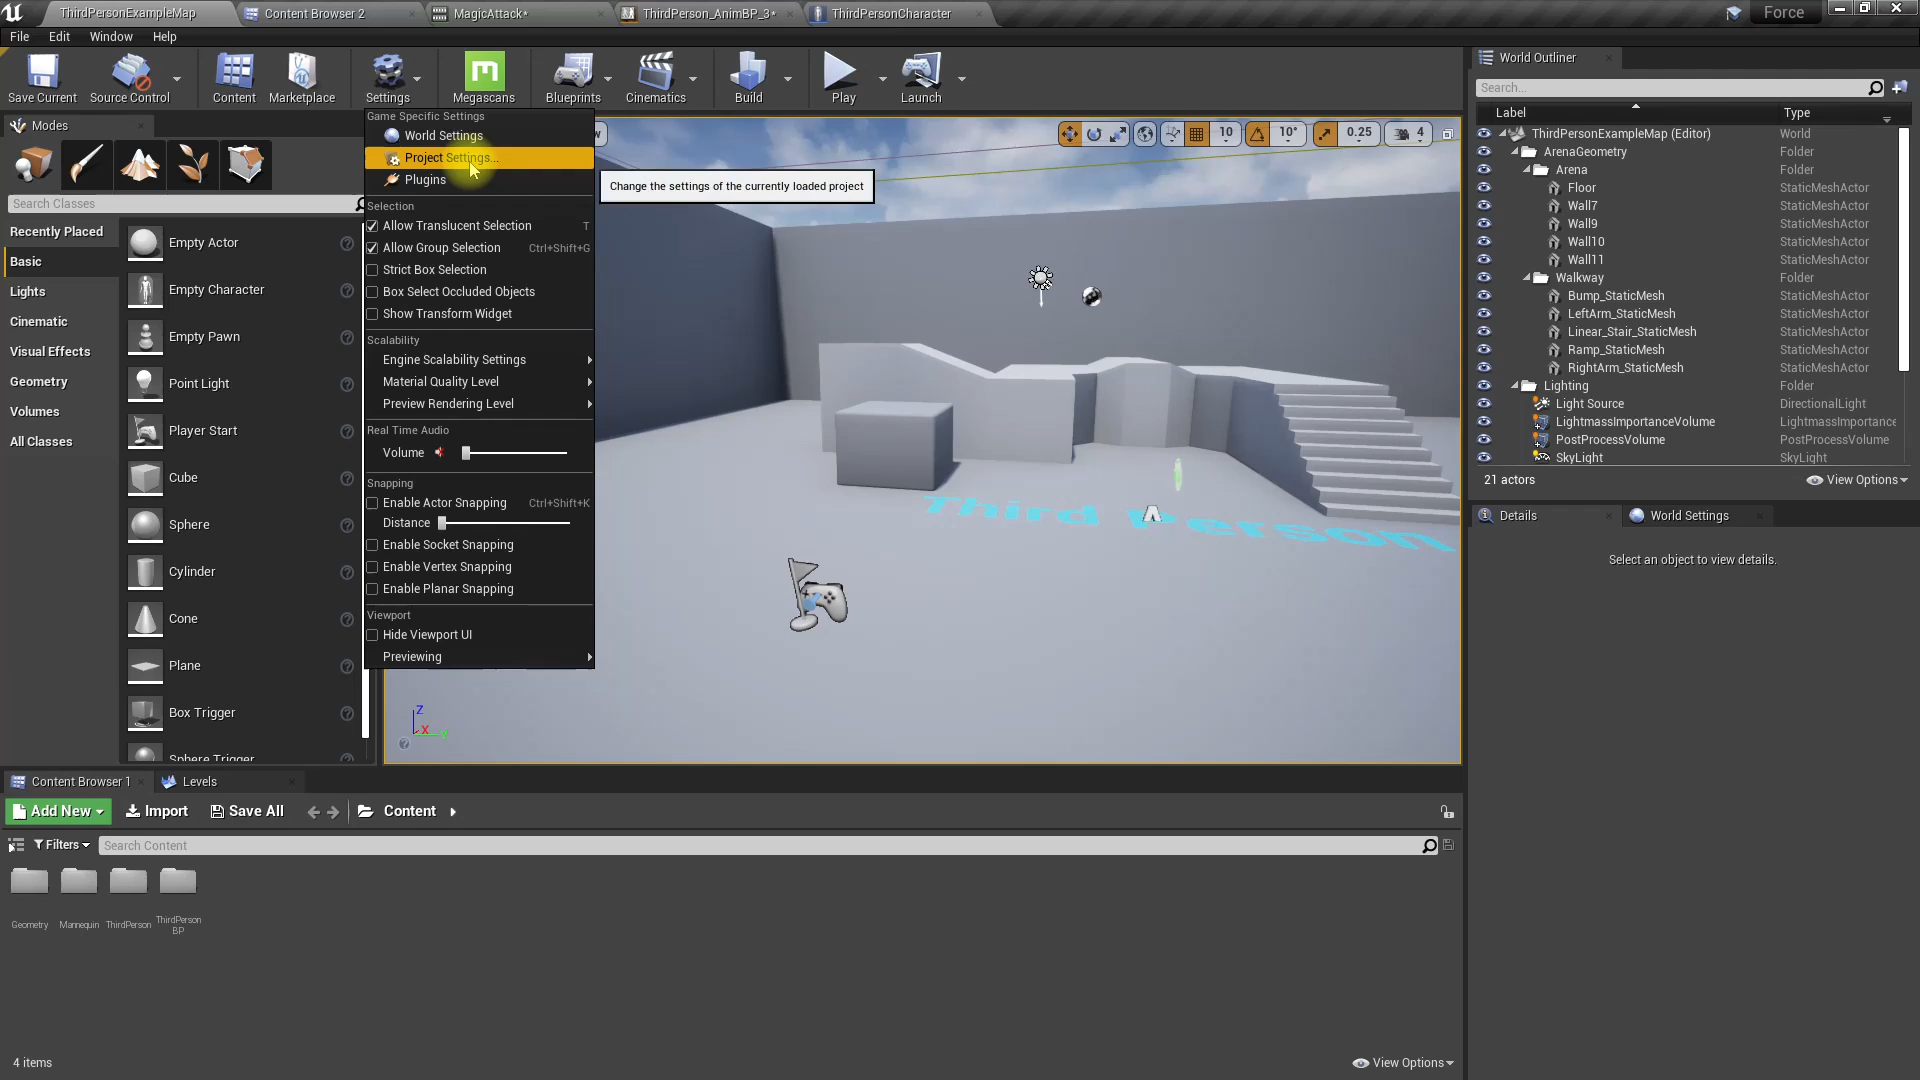 ThirdPersonExampleMap
Content Browser 2
MagicAttack*
ThirdPerson_AnimBP_3*
ThirdPersonCharacter
Force
File
Edit
Window
Help
Save Current
Source Control
Content
Marketplace
Settings
Megascans
Blueprints
Cinematics
Build
Play
Launch
World Outliner
Search...
Label
Type
Modes
Search Classes
Recently Placed
Basic
Lights
Cinematic
Visual Effects
Geometry
Volumes
All Classes
Empty Actor
Empty Character
Empty Pawn
Point Light
Player Start
Cube
Sphere
Cylinder
Cone
Plane
Box Trigger
Sphere Trigger
Game Specific Settings
World Settings
Project Settings...
Plugins
Change the settings of the currently loaded project
Selection
Allow Translucent Selection T
Allow Group Selection Ctrl+Shift+G
Strict Box Selection
Box Select Occluded Objects
Show Transform Widget
Scalability
Engine Scalability Settings
Material Quality Level
Preview Rendering Level
Real Time Audio
Volume
Snapping
Enable Actor Snapping Ctrl+Shift+K
Distance
Enable Socket Snapping
Enable Vertex Snapping
Enable Planar Snapping
Viewport
Hide Viewport UI
Previewing
10
10°
0.25
4
Third Person
Z
X
Y
ThirdPersonExampleMap (Editor) World
ArenaGeometry Folder
Arena Folder
Floor StaticMeshActor
Wall7 StaticMeshActor
Wall9 StaticMeshActor
Wall10 StaticMeshActor
Wall11 StaticMeshActor
Walkway Folder
Bump_StaticMesh StaticMeshActor
LeftArm_StaticMesh StaticMeshActor
Linear_Stair_StaticMesh StaticMeshActor
Ramp_StaticMesh StaticMeshActor
RightArm_StaticMesh StaticMeshActor
Lighting Folder
Light Source DirectionalLight
LightmassImportanceVolume LightmassImportance
PostProcessVolume PostProcessVolume
SkyLight SkyLight
21 actors
View Options
Details
World Settings
Select an object to view details.
Content Browser 1
Levels
Add New
Import
Save All
Content
Filters
Search Content
Geometry
Mannequin
ThirdPerson
ThirdPerson
BP
4 items
View Options